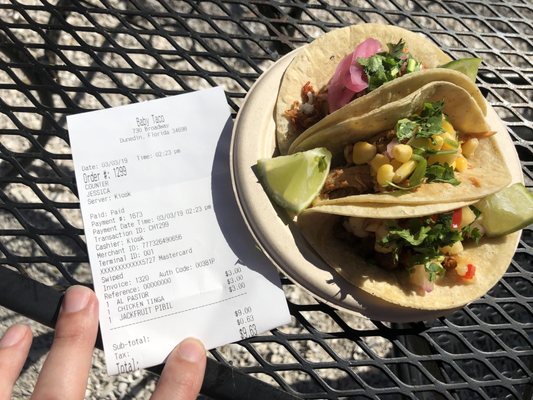 Baby Taco
730 Broadway
Dunedin, Florida 34698
Date: 03/03/19 Time: 02:23 pm
Order #: 1299
COUNTER
JESSICA
Server: Kiosk
Paid: Paid
Payment #: 1673
Payment Date Time: 03/03/19 02:23 pm
Transaction ID: CH1299
Cashier: Kiosk
Merchant ID: 777326490656
Terminal ID: 001
XXXXXXXXXXXX5727 Mastercard
Swiped
Invoice: 1320 Auth Code: 00381P
Reference: 00000000
1 AL PASTOR $3.00
1 CHICKEN TINGA $3.00
1 JACKFRUIT PIBIL $3.00
Sub-total: $9.00
Tax: $0.63
Total: $9.63